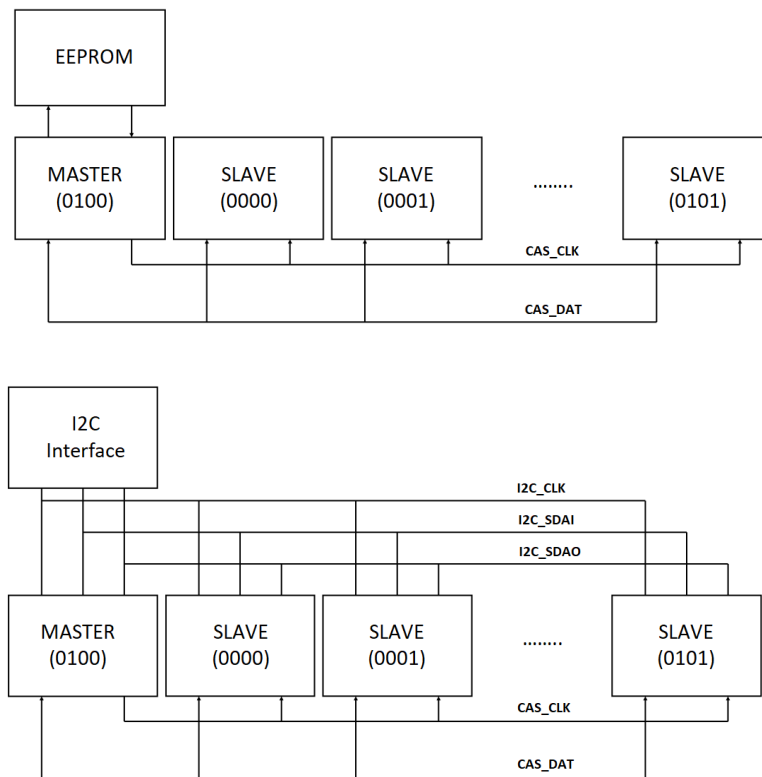 EEPROM
MASTER
(0100)
SLAVE
(0000)
SLAVE
(0001)
........
SLAVE
(0101)
CAS_CLK
CAS_DAT
I2C
Interface
I2C_CLK
I2C_SDAI
I2C_SDAO
MASTER
(0100)
SLAVE
(0000)
SLAVE
(0001)
........
SLAVE
(0101)
CAS_CLK
CAS_DAT